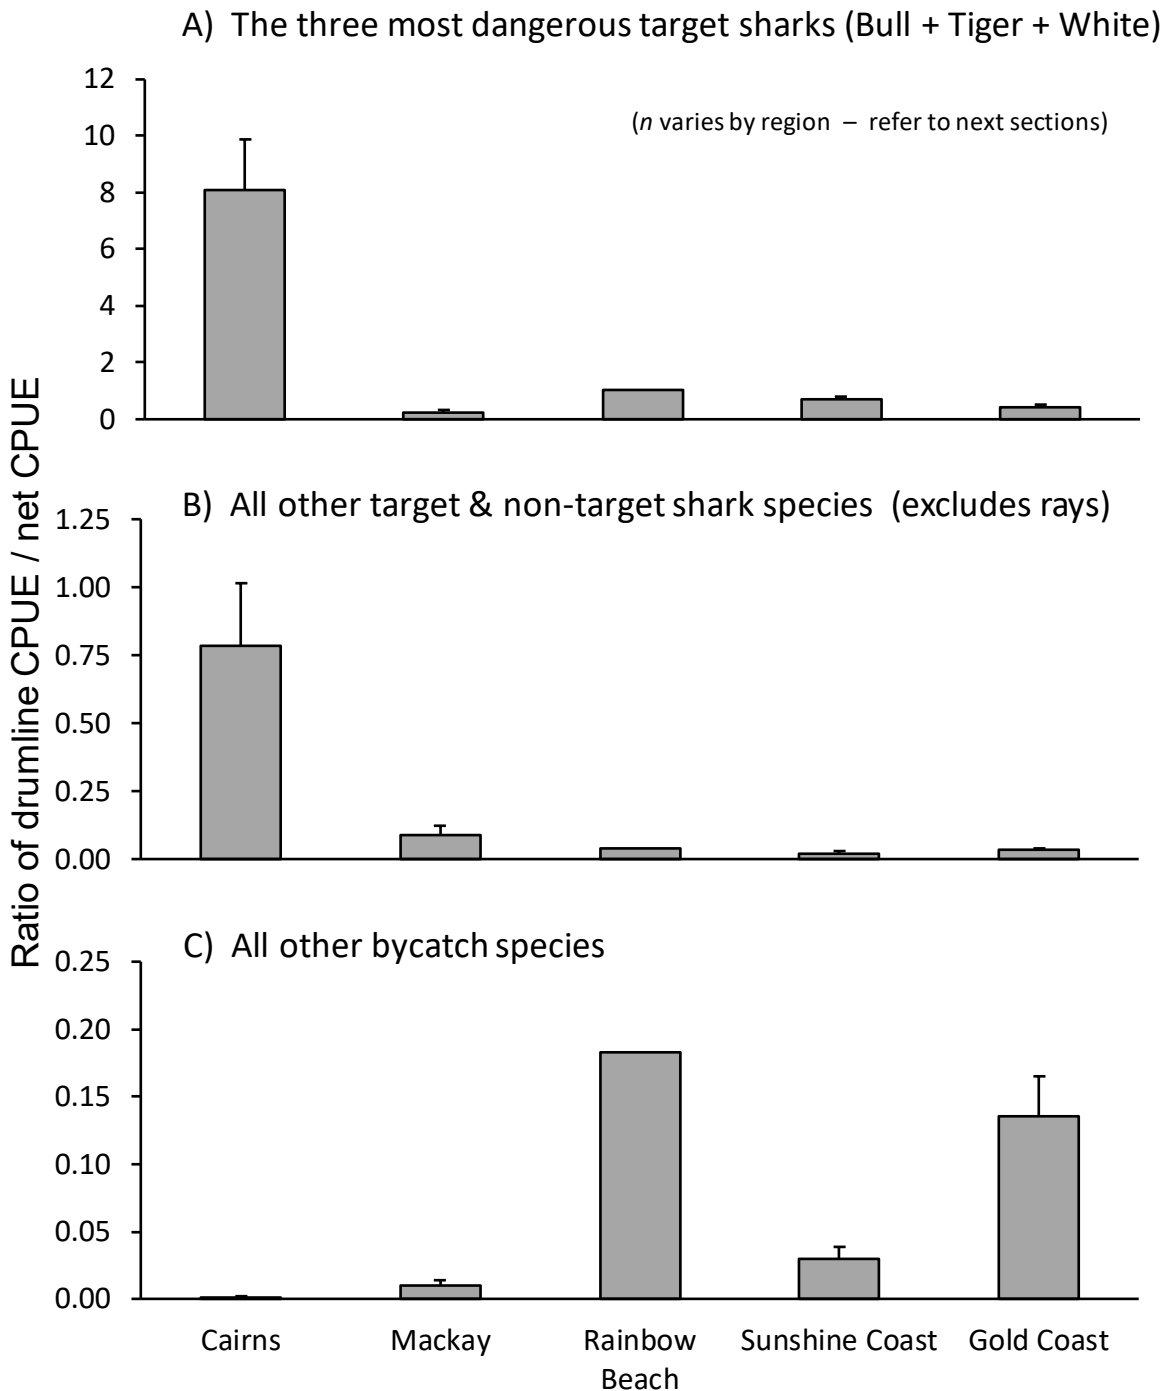 A) The three most dangerous target sharks (Bull + Tiger + White)
12
10
8
6
4
2
0
(n varies by region – refer to next sections)
Ratio of drumline CPUE / net CPUE
B) All other target & non-target shark species (excludes rays)
1.25
1.00
0.75
0.50
0.25
0.00
C) All other bycatch species
0.25
0.20
0.15
0.10
0.05
0.00
Cairns
Mackay
Rainbow
Beach
Sunshine Coast
Gold Coast